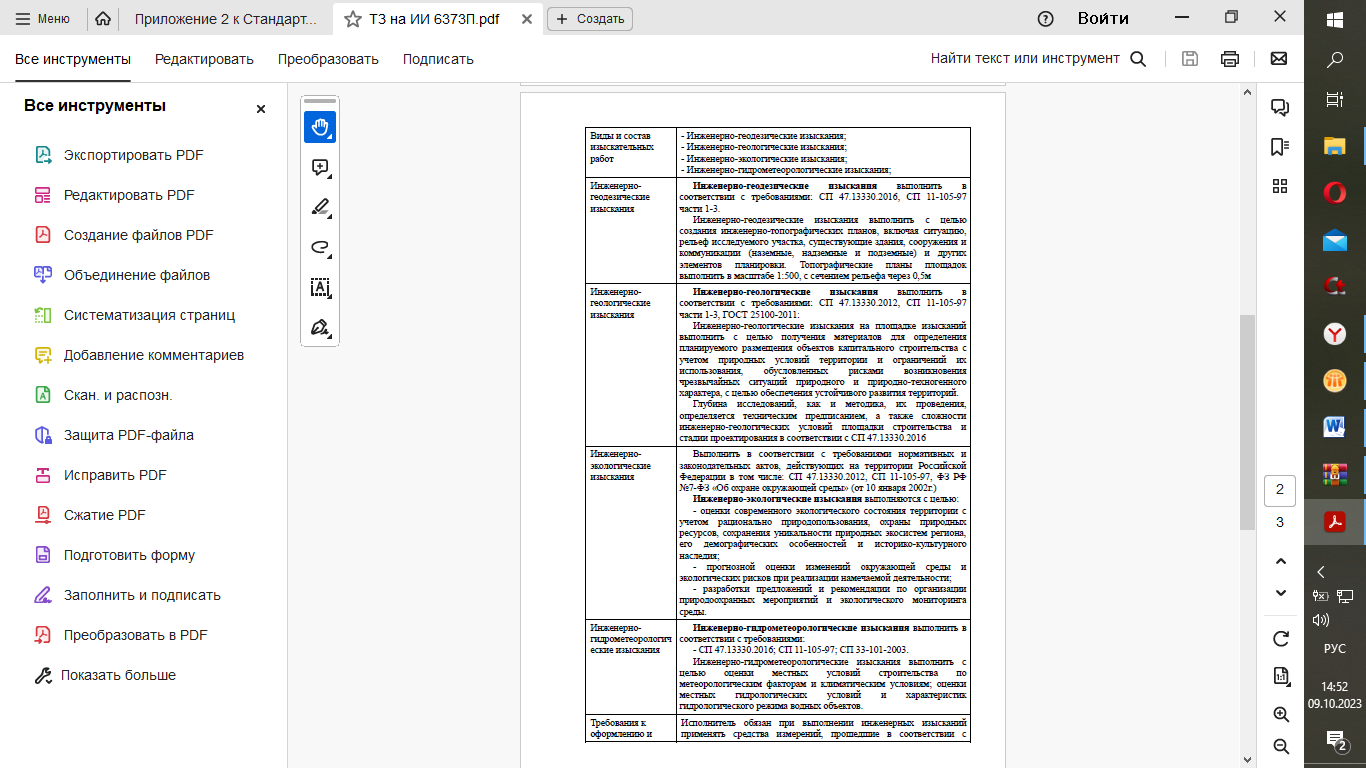 Меню
Приложение 2 к Стандарт...
ТЗ на ИИ 6373П.pdf
Создать
Войти
Все инструменты
Редактировать
Преобразовать
Подписать
Найти текст или инструмент
Все инструменты
Экспортировать PDF
Редактировать PDF
Создание файлов PDF
Объединение файлов
Систематизация страниц
Добавление комментариев
Скан. и распозн.
Защита PDF-файла
Исправить PDF
Сжатие PDF
Подготовить форму
Заполнить и подписать
Преобразовать в PDF
Показать больше
Виды и состав
изыскательных
работ
- Инженерно-геодезические изыскания;
- Инженерно-геологические изыскания;
- Инженерно-экологические изыскания;
- Инженерно-гидрометеорологические изыскания;
Инженерно-
геодезические
изыскания
Инженерно-геодезические изыскания выполнить в
соответствии с требованиями: СП 47.13330.2016, СП 11-105-97
части 1-3.
Инженерно-геодезические изыскания выполнить с целью
создания инженерно-топографических планов, включая ситуацию,
рельеф исследуемого участка, существующие здания, сооружения и
коммуникации (наземные, надземные и подземные) и других
элементов планировки. Топографические планы площадок
выполнить в масштабе 1:500, с сечением рельефа через 0,5м
Инженерно-
геологические
изыскания
Инженерно-геологические изыскания выполнить в
соответствии с требованиями: СП 47.13330.2012, СП 11-105-97
части 1-3, ГОСТ 25100-2011:
Инженерно-геологические изыскания на площадке изысканий
выполнить с целью получения материалов для определения
планируемого размещения объектов капитального строительства с
учетом природных условий территории и ограничений их
использования, обусловленных рисками возникновения
чрезвычайных ситуаций природного и природно-техногенного
характера, с целью обеспечения устойчивого развития территорий.
Глубина исследований, как и методика, их проведения,
определяется техническим предписанием, а также сложности
инженерно-геологических условий площадки строительства и
стадии проектирования в соответствии с СП 47.13330.2016
Инженерно-
экологические
изыскания
Выполнить в соответствии с требованиями нормативных и
законодательных актов, действующих на территории Российской
Федерации в том числе: СП 47.13330.2012, СП 11-105-97, ФЗ РФ
№7-ФЗ «Об охране окружающей среды» (от 10 января 2002г.)
Инженерно-экологические изыскания выполняются с целью:
- оценки современного экологического состояния территории с
учетом рационально природопользования, охраны природных
ресурсов, сохранения уникальности природных экосистем региона,
его демографических особенностей и историко-культурного
наследия;
- прогнозной оценки изменений окружающей среды и
экологических рисков при реализации намечаемой деятельности;
- разработки предложений и рекомендации по организации
природоохранных мероприятий и экологического мониторинга
среды.
Инженерно-
гидрометеорологич
еские изыскания
Инженерно-гидрометеорологические изыскания выполнить в
соответствии с требованиями:
- СП 47.13330.2016; СП 11-105-97; СП 33-101-2003.
Инженерно-гидрометеорологические изыскания выполнить с
целью оценки местных условий строительства по
метеорологическим факторам и климатическим условиям; оценки
местных гидрологических условий и характеристик
гидрологического режима водных объектов.
Требования к
оформлению и
Исполнитель обязан при выполнении инженерных изысканий
применять средства измерений, прошедшие в соответствии с
2
3
1:1
РУС
14:52
09.10.2023
2